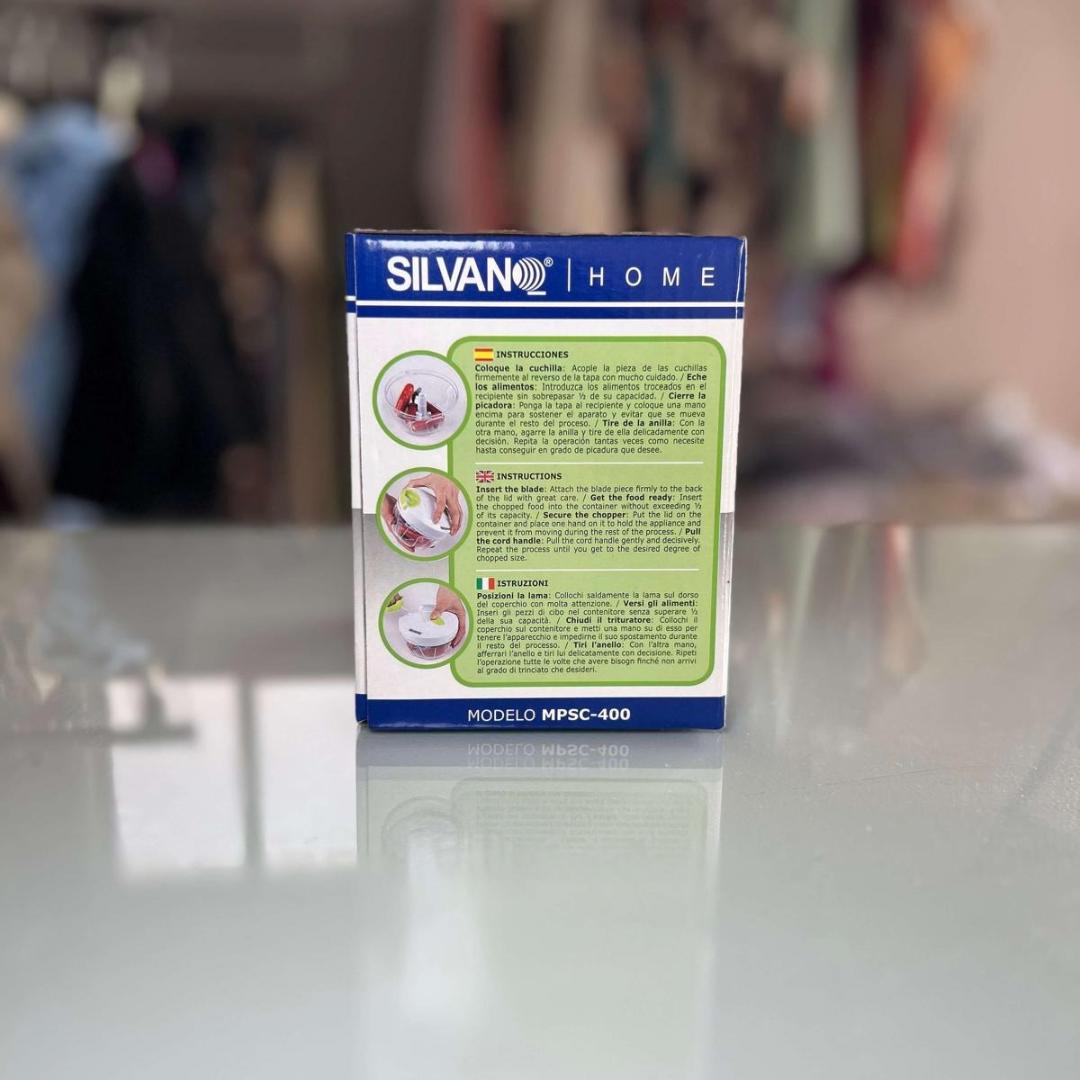 SILVANO® | HOME
INSTRUCCIONES
Coloque la cuchilla: Acople la pieza de las cuchillas
firmemente al reverso de la tapa con mucho cuidado. / Eche
los alimentos: Introduzca los alimentos troceados en el
recipiente sin sobrepasar ½ de su capacidad. / Cierre la
picadora: Ponga la tapa al recipiente y coloque una mano
encima para sostener el aparato y evitar que se mueva
durante el resto del proceso. / Tire de la anilla: Con la
otra mano, agarre la anilla y tire de ella delicadamente con
decisión. Repita la operación tantas veces como necesite
hasta conseguir en grado de picadura que desee.
INSTRUCTIONS
Insert the blade: Attach the blade piece firmly to the back
of the lid with great care. / Get the food ready: Insert
the chopped food into the container without exceeding ½
of its capacity. / Secure the chopper: Put the lid on the
container and place one hand on it to hold the appliance and
prevent it from moving during the rest of the process. / Pull
the cord handle: Pull the cord handle gently and decisively.
Repeat the process until you get to the desired degree of
chopped size.
ISTRUZIONI
Posizioni la lama: Collochi saldamente la lama sul dorso
del coperchio con molta attenzione. / Versi gli alimenti:
Inseri gli pezzi di cibo nel contenitore senza superare ½
della sua capacità. / Chiudi il trituratore: Collochi il
coperchio sul contenitore e metti una mano su di esso per
tenere l'apparecchio e impedirne il suo spostamento durante
il resto del processo. / Tiri l'anello: Con l'altra mano,
afferrari l'anello e tiri lui delicatamente con decisione. Ripeti
l'operazione tutte le volte che avere bisogn finché non arrivi
al grado di trinciato che desideri.
MODELO MPSC-400